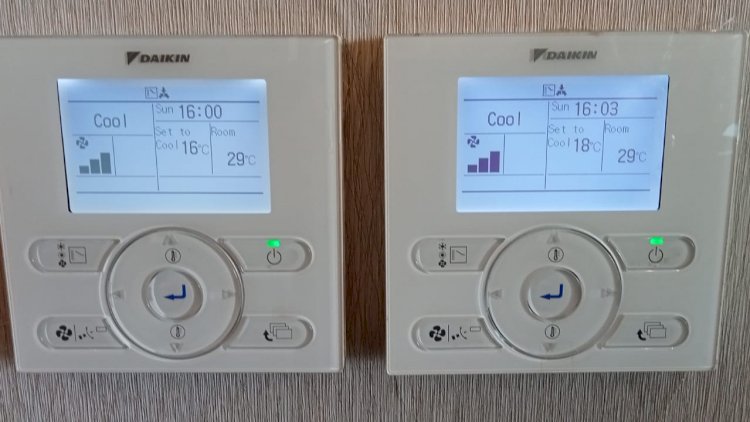 DAIKIN
Cool
Sun 16:00
Set to
Cool 16°C
Room
29°C
DAIKIN
Cool
Sun 16:03
Set to
Cool 18°C
Room
29°C